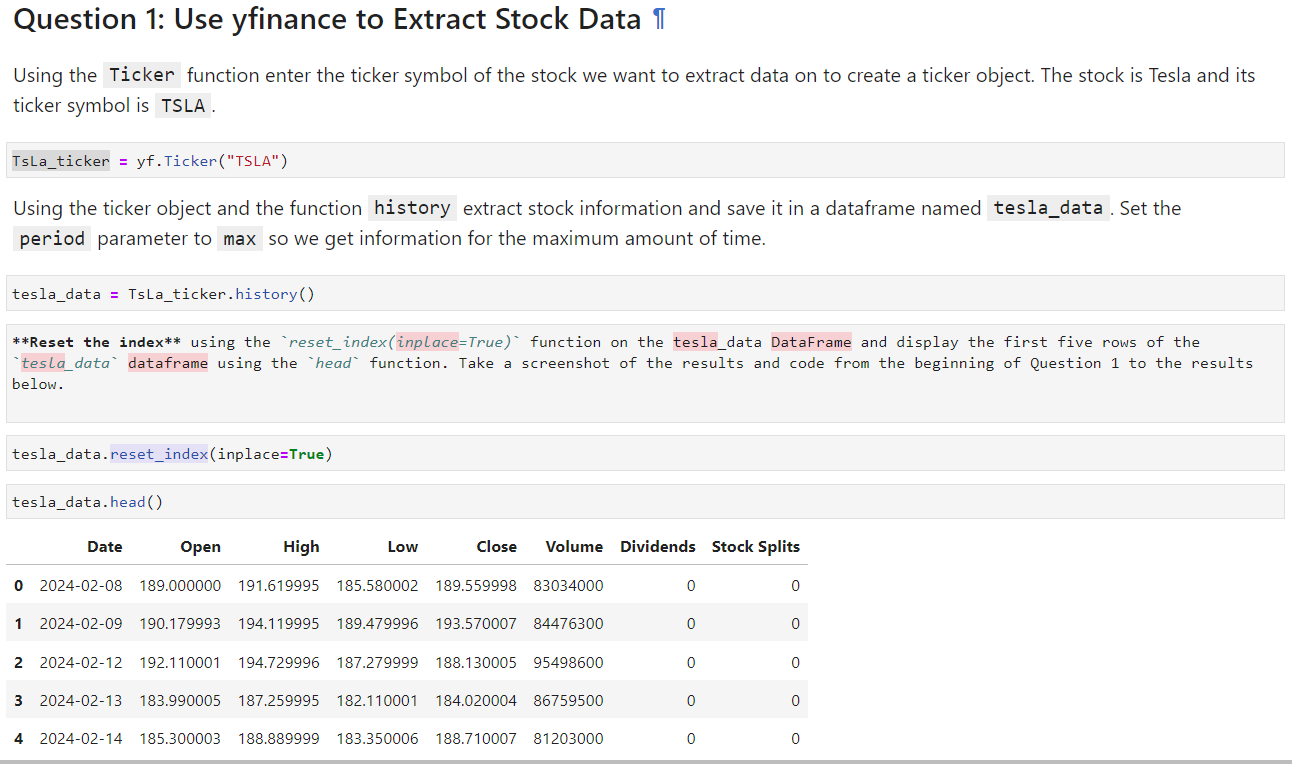 Question 1: Use yfinance to Extract Stock Data ¶
Using the Ticker function enter the ticker symbol of the stock we want to extract data on to create a ticker object. The stock is Tesla and its
ticker symbol is TSLA .
TsLa_ticker = yf.Ticker("TSLA")
Using the ticker object and the function history extract stock information and save it in a dataframe named tesla_data . Set the
period parameter to max so we get information for the maximum amount of time.
tesla_data = TsLa_ticker.history()
**Reset the index** using the `reset_index(inplace=True)` function on the tesla_data DataFrame and display the first five rows of the
`tesla_data` dataframe using the `head` function. Take a screenshot of the results and code from the beginning of Question 1 to the results
below.
tesla_data.reset_index(inplace=True)
tesla_data.head()
Date Open High Low Close Volume Dividends Stock Splits
0 2024-02-08 189.000000 191.619995 185.580002 189.559998 83034000 0 0
1 2024-02-09 190.179993 194.119995 189.479996 193.570007 84476300 0 0
2 2024-02-12 192.110001 194.729996 187.279999 188.130005 95498600 0 0
3 2024-02-13 183.990005 187.259995 182.110001 184.020004 86759500 0 0
4 2024-02-14 185.300003 188.889999 183.350006 188.710007 81203000 0 0